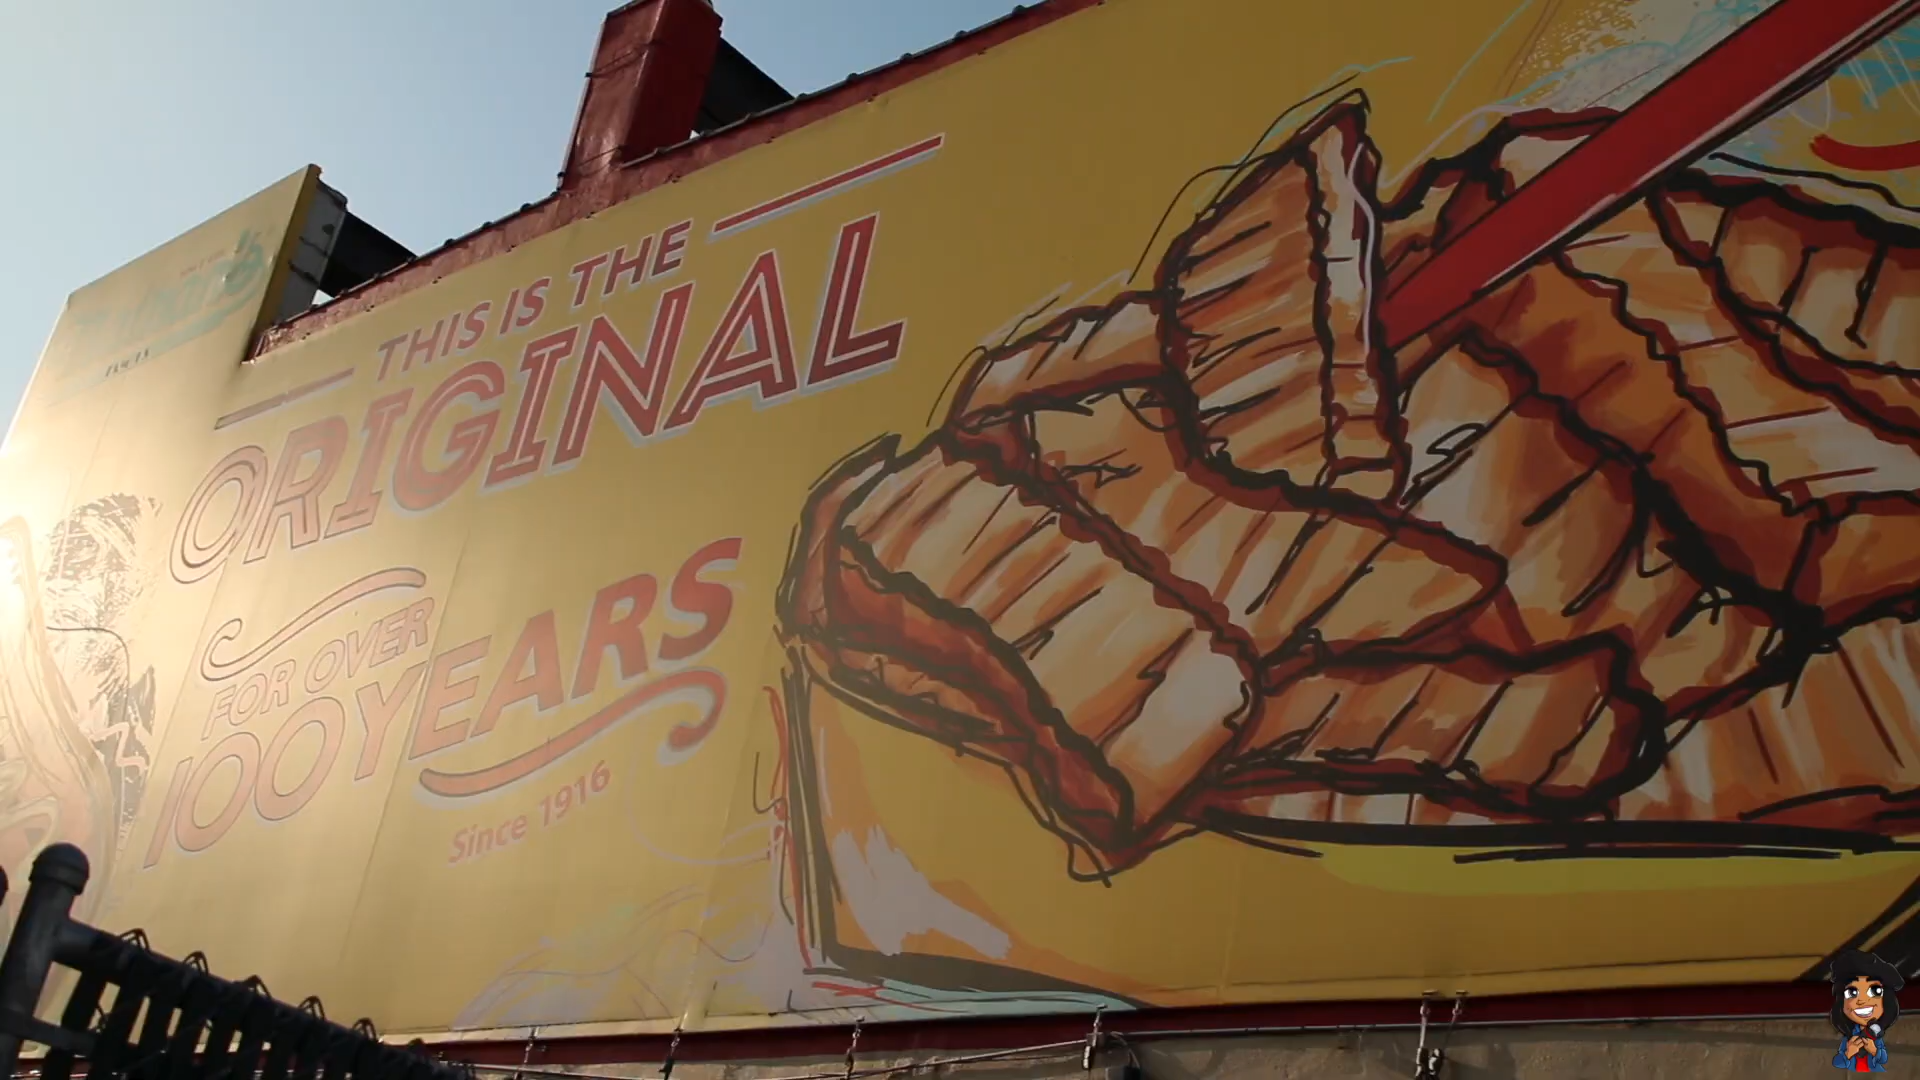 THIS IS THE
ORIGINAL
FOR OVER
100 YEARS
Since 1916